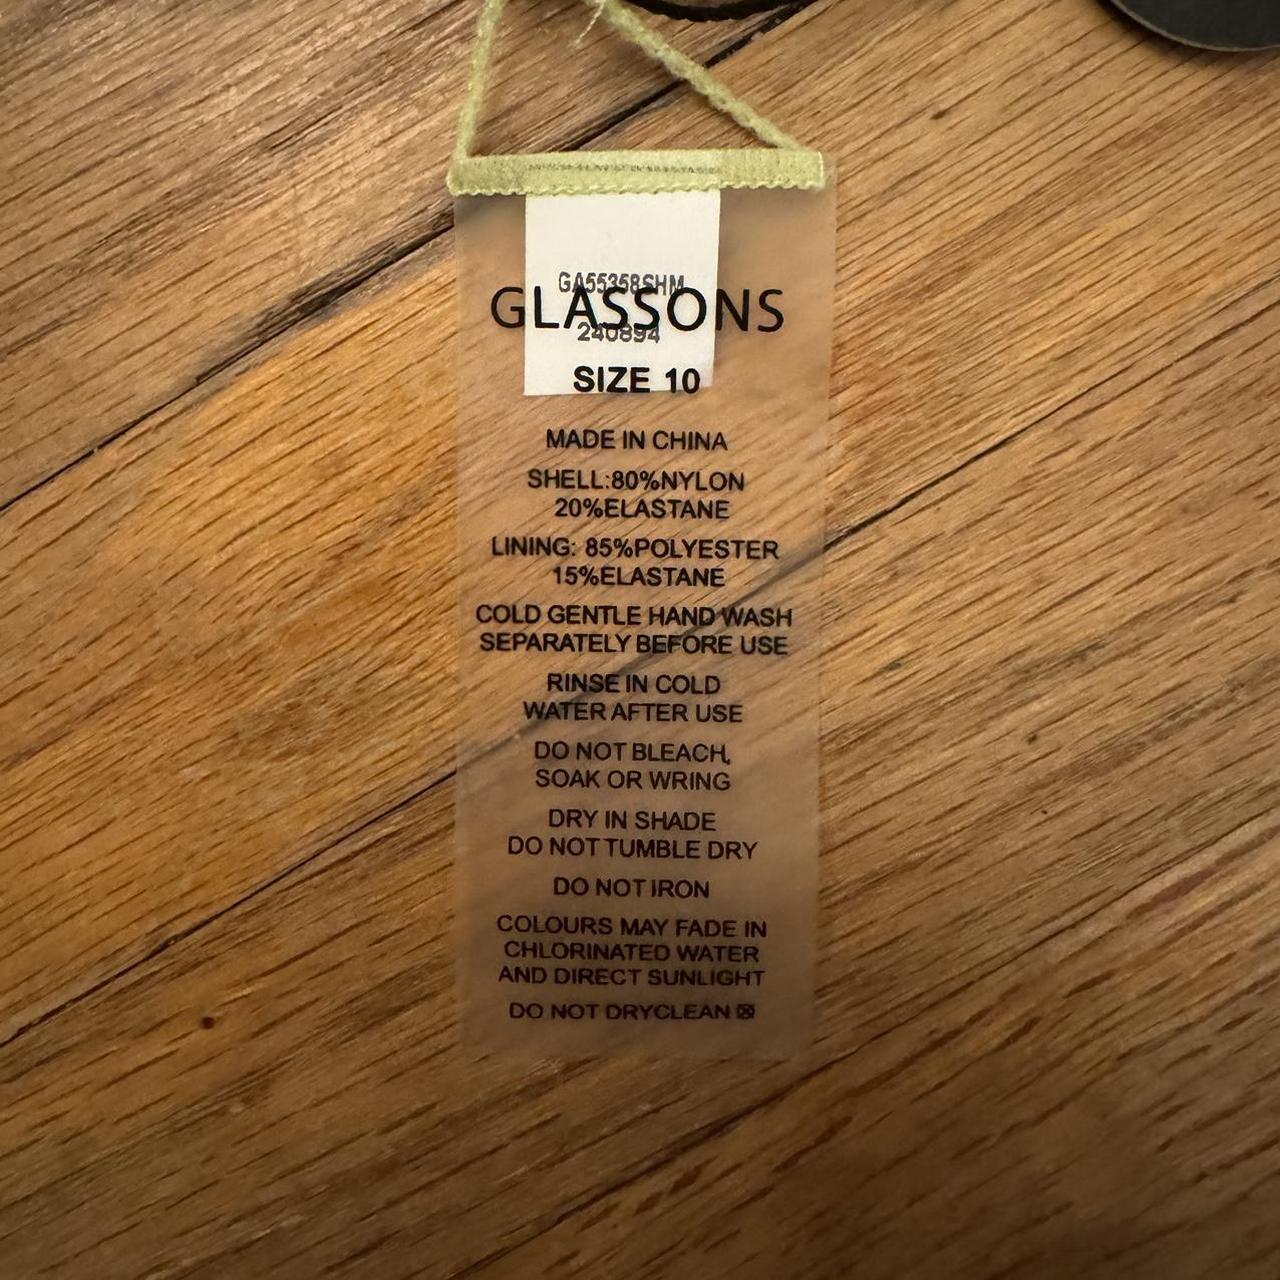 GA55358SHM
GLASSONS
240894
SIZE 10
MADE IN CHINA
SHELL:80%NYLON
20%ELASTANE
LINING: 85%POLYESTER
15%ELASTANE
COLD GENTLE HAND WASH
SEPARATELY BEFORE USE
RINSE IN COLD
WATER AFTER USE
DO NOT BLEACH,
SOAK OR WRING
DRY IN SHADE
DO NOT TUMBLE DRY
DO NOT IRON
COLOURS MAY FADE IN
CHLORINATED WATER
AND DIRECT SUNLIGHT
DO NOT DRYCLEAN